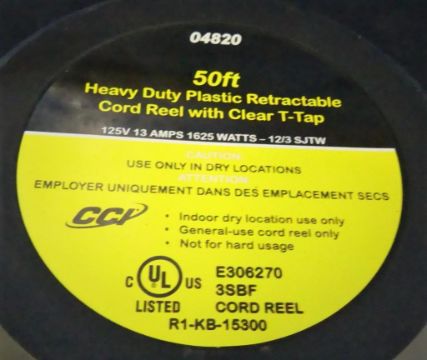 04820
50ft
Heavy Duty Plastic Retractable
Cord Reel with Clear T-Tap
125V 13 AMPS 1625 WATTS – 12/3 SJTW
CAUTION
USE ONLY IN DRY LOCATIONS
ATTENTION
EMPLOYER UNIQUEMENT DANS DES EMPLACEMENT SECS
CCI
• Indoor dry location use only
• General-use cord reel only
• Not for hard usage
C UL US
LISTED
E306270
3SBF
CORD REEL
R1-KB-15300